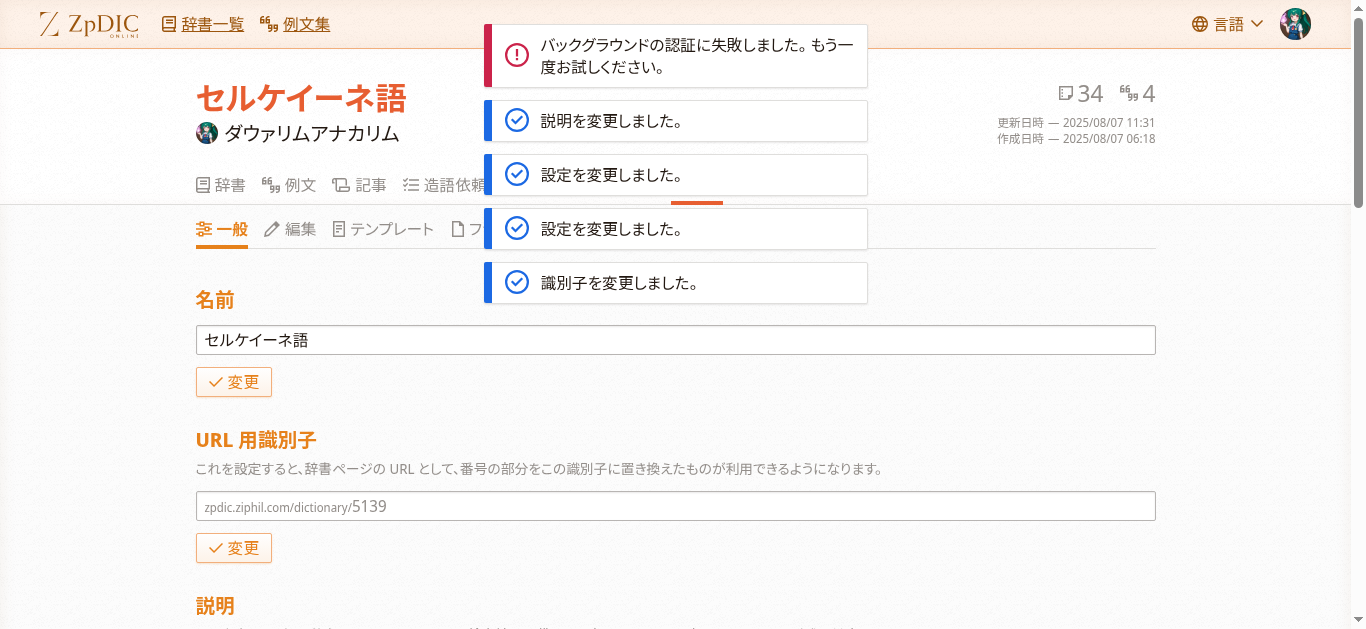 ZpDIC
ONLINE
辞書一覧
例文集
言語
バックグラウンドの認証に失敗しました。もう一
度お試しください。
説明を変更しました。
設定を変更しました。
設定を変更しました。
識別子を変更しました。
セルケイーネ語
ダウァリムアナカリム
34
4
更新日時 — 2025/08/07 11:31
作成日時 — 2025/08/07 06:18
辞書
例文
記事
造語依頼
一般
編集
テンプレート
フ
名前
セルケイーネ語
変更
URL 用識別子
これを設定すると、辞書ページの URL として、番号の部分をこの識別子に置き換えたものが利用できるようになります。
zpdic.ziphil.com/dictionary/5139
変更
説明